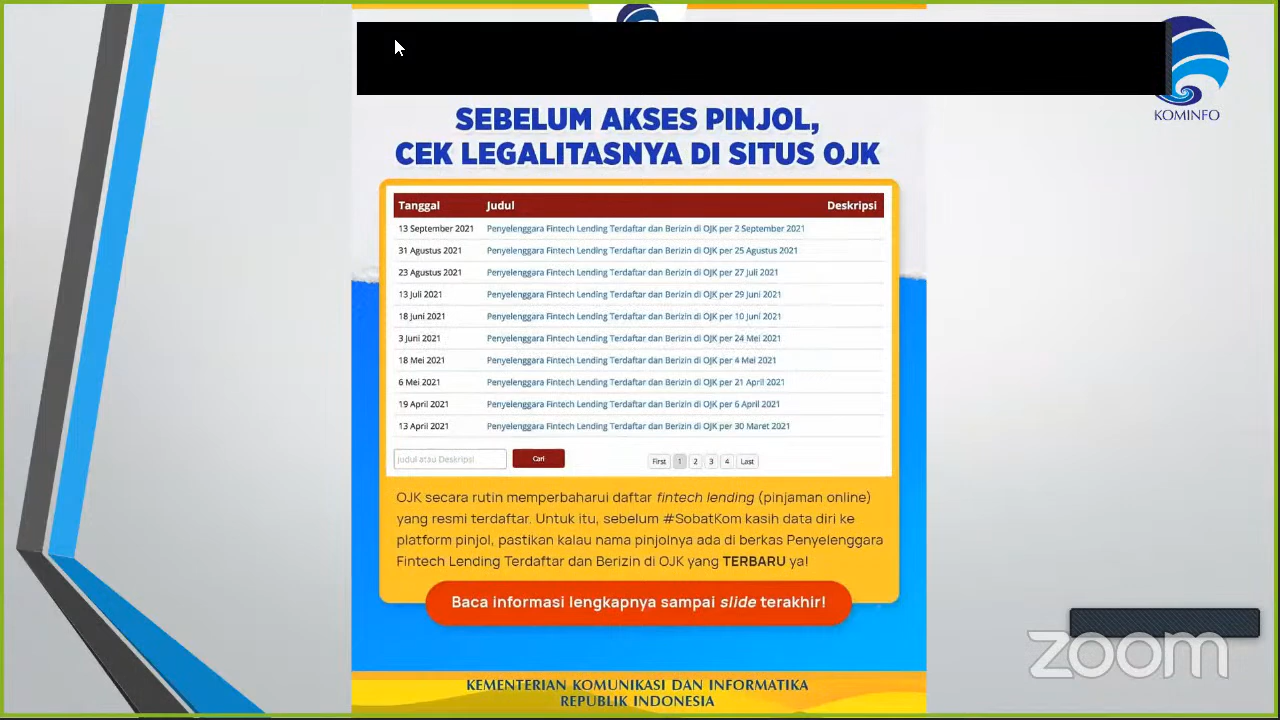 KOMINFO
SEBELUM AKSES PINJOL,
CEK LEGALITASNYA DI SITUS OJK
Tanggal Judul Deskripsi
13 September 2021 Penyelenggara Fintech Lending Terdaftar dan Berizin di OJK per 2 September 2021
31 Agustus 2021 Penyelenggara Fintech Lending Terdaftar dan Berizin di OJK per 25 Agustus 2021
23 Agustus 2021 Penyelenggara Fintech Lending Terdaftar dan Berizin di OJK per 27 Juli 2021
13 Juli 2021 Penyelenggara Fintech Lending Terdaftar dan Berizin di OJK per 29 Juni 2021
18 Juni 2021 Penyelenggara Fintech Lending Terdaftar dan Berizin di OJK per 10 Juni 2021
3 Juni 2021 Penyelenggara Fintech Lending Terdaftar dan Berizin di OJK per 24 Mei 2021
18 Mei 2021 Penyelenggara Fintech Lending Terdaftar dan Berizin di OJK per 4 Mei 2021
6 Mei 2021 Penyelenggara Fintech Lending Terdaftar dan Berizin di OJK per 21 April 2021
19 April 2021 Penyelenggara Fintech Lending Terdaftar dan Berizin di OJK per 6 April 2021
13 April 2021 Penyelenggara Fintech Lending Terdaftar dan Berizin di OJK per 30 Maret 2021
Judul atau Deskripsi Cari First 1 2 3 4 Last
OJK secara rutin memperbaharui daftar fintech lending (pinjaman online)
yang resmi terdaftar. Untuk itu, sebelum #SobatKom kasih data diri ke
platform pinjol, pastikan kalau nama pinjolnya ada di berkas Penyelenggara
Fintech Lending Terdaftar dan Berizin di OJK yang TERBARU ya!
Baca informasi lengkapnya sampai slide terakhir!
zoom
KEMENTERIAN KOMUNIKASI DAN INFORMATIKA
REPUBLIK INDONESIA